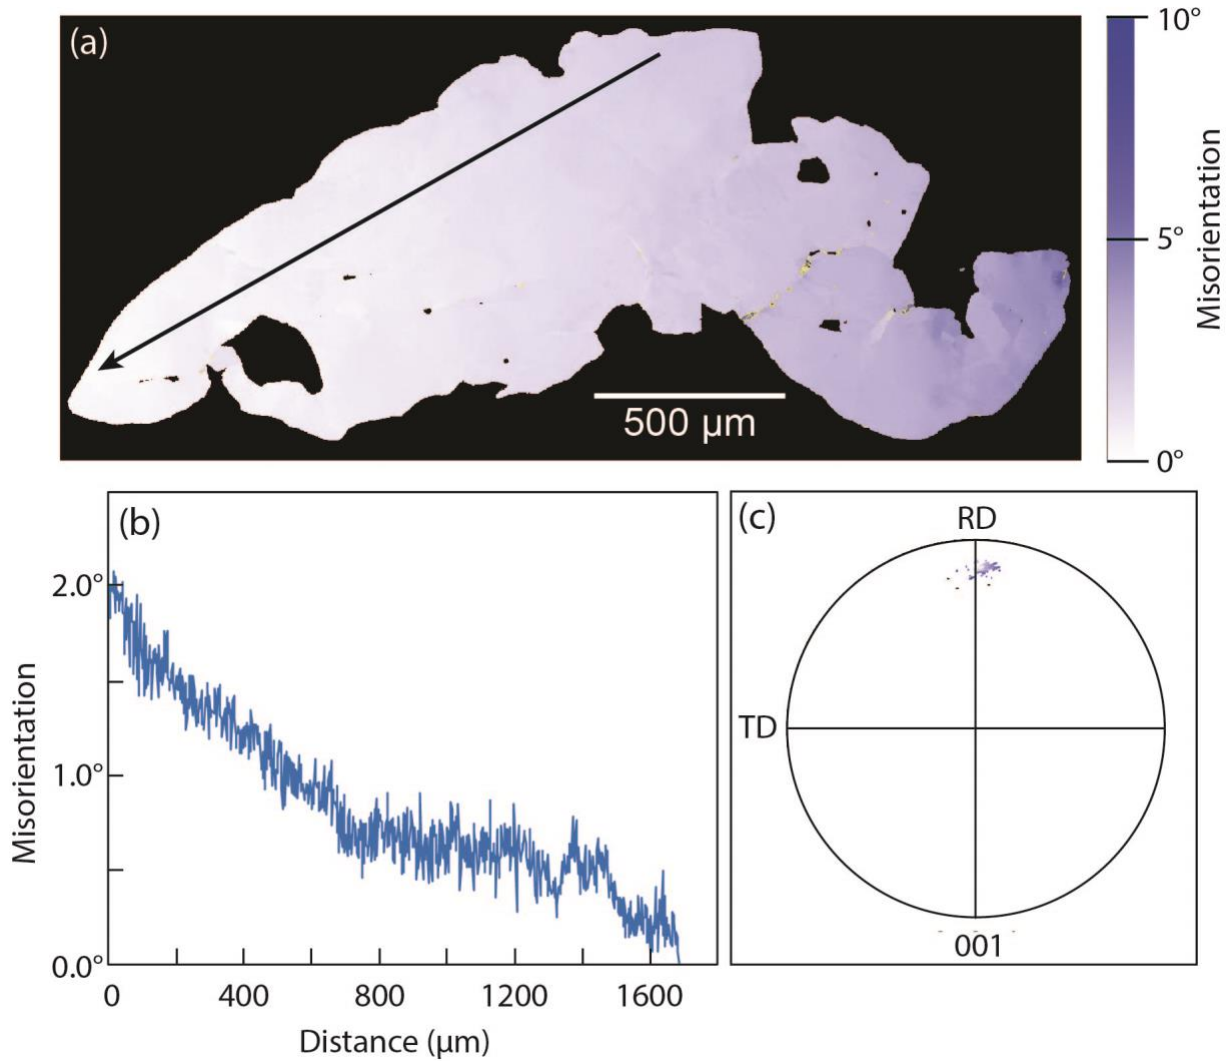 (a)
10°
5°
0°
Misorientation
500 µm
(b)
2.0°
1.0°
0.0°
Misorientation
0 400 800 1200 1600
Distance (µm)
(c)
RD
TD
001